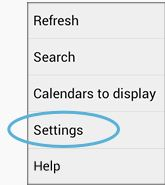 Refresh
Search
Calendars to display
Settings
Help